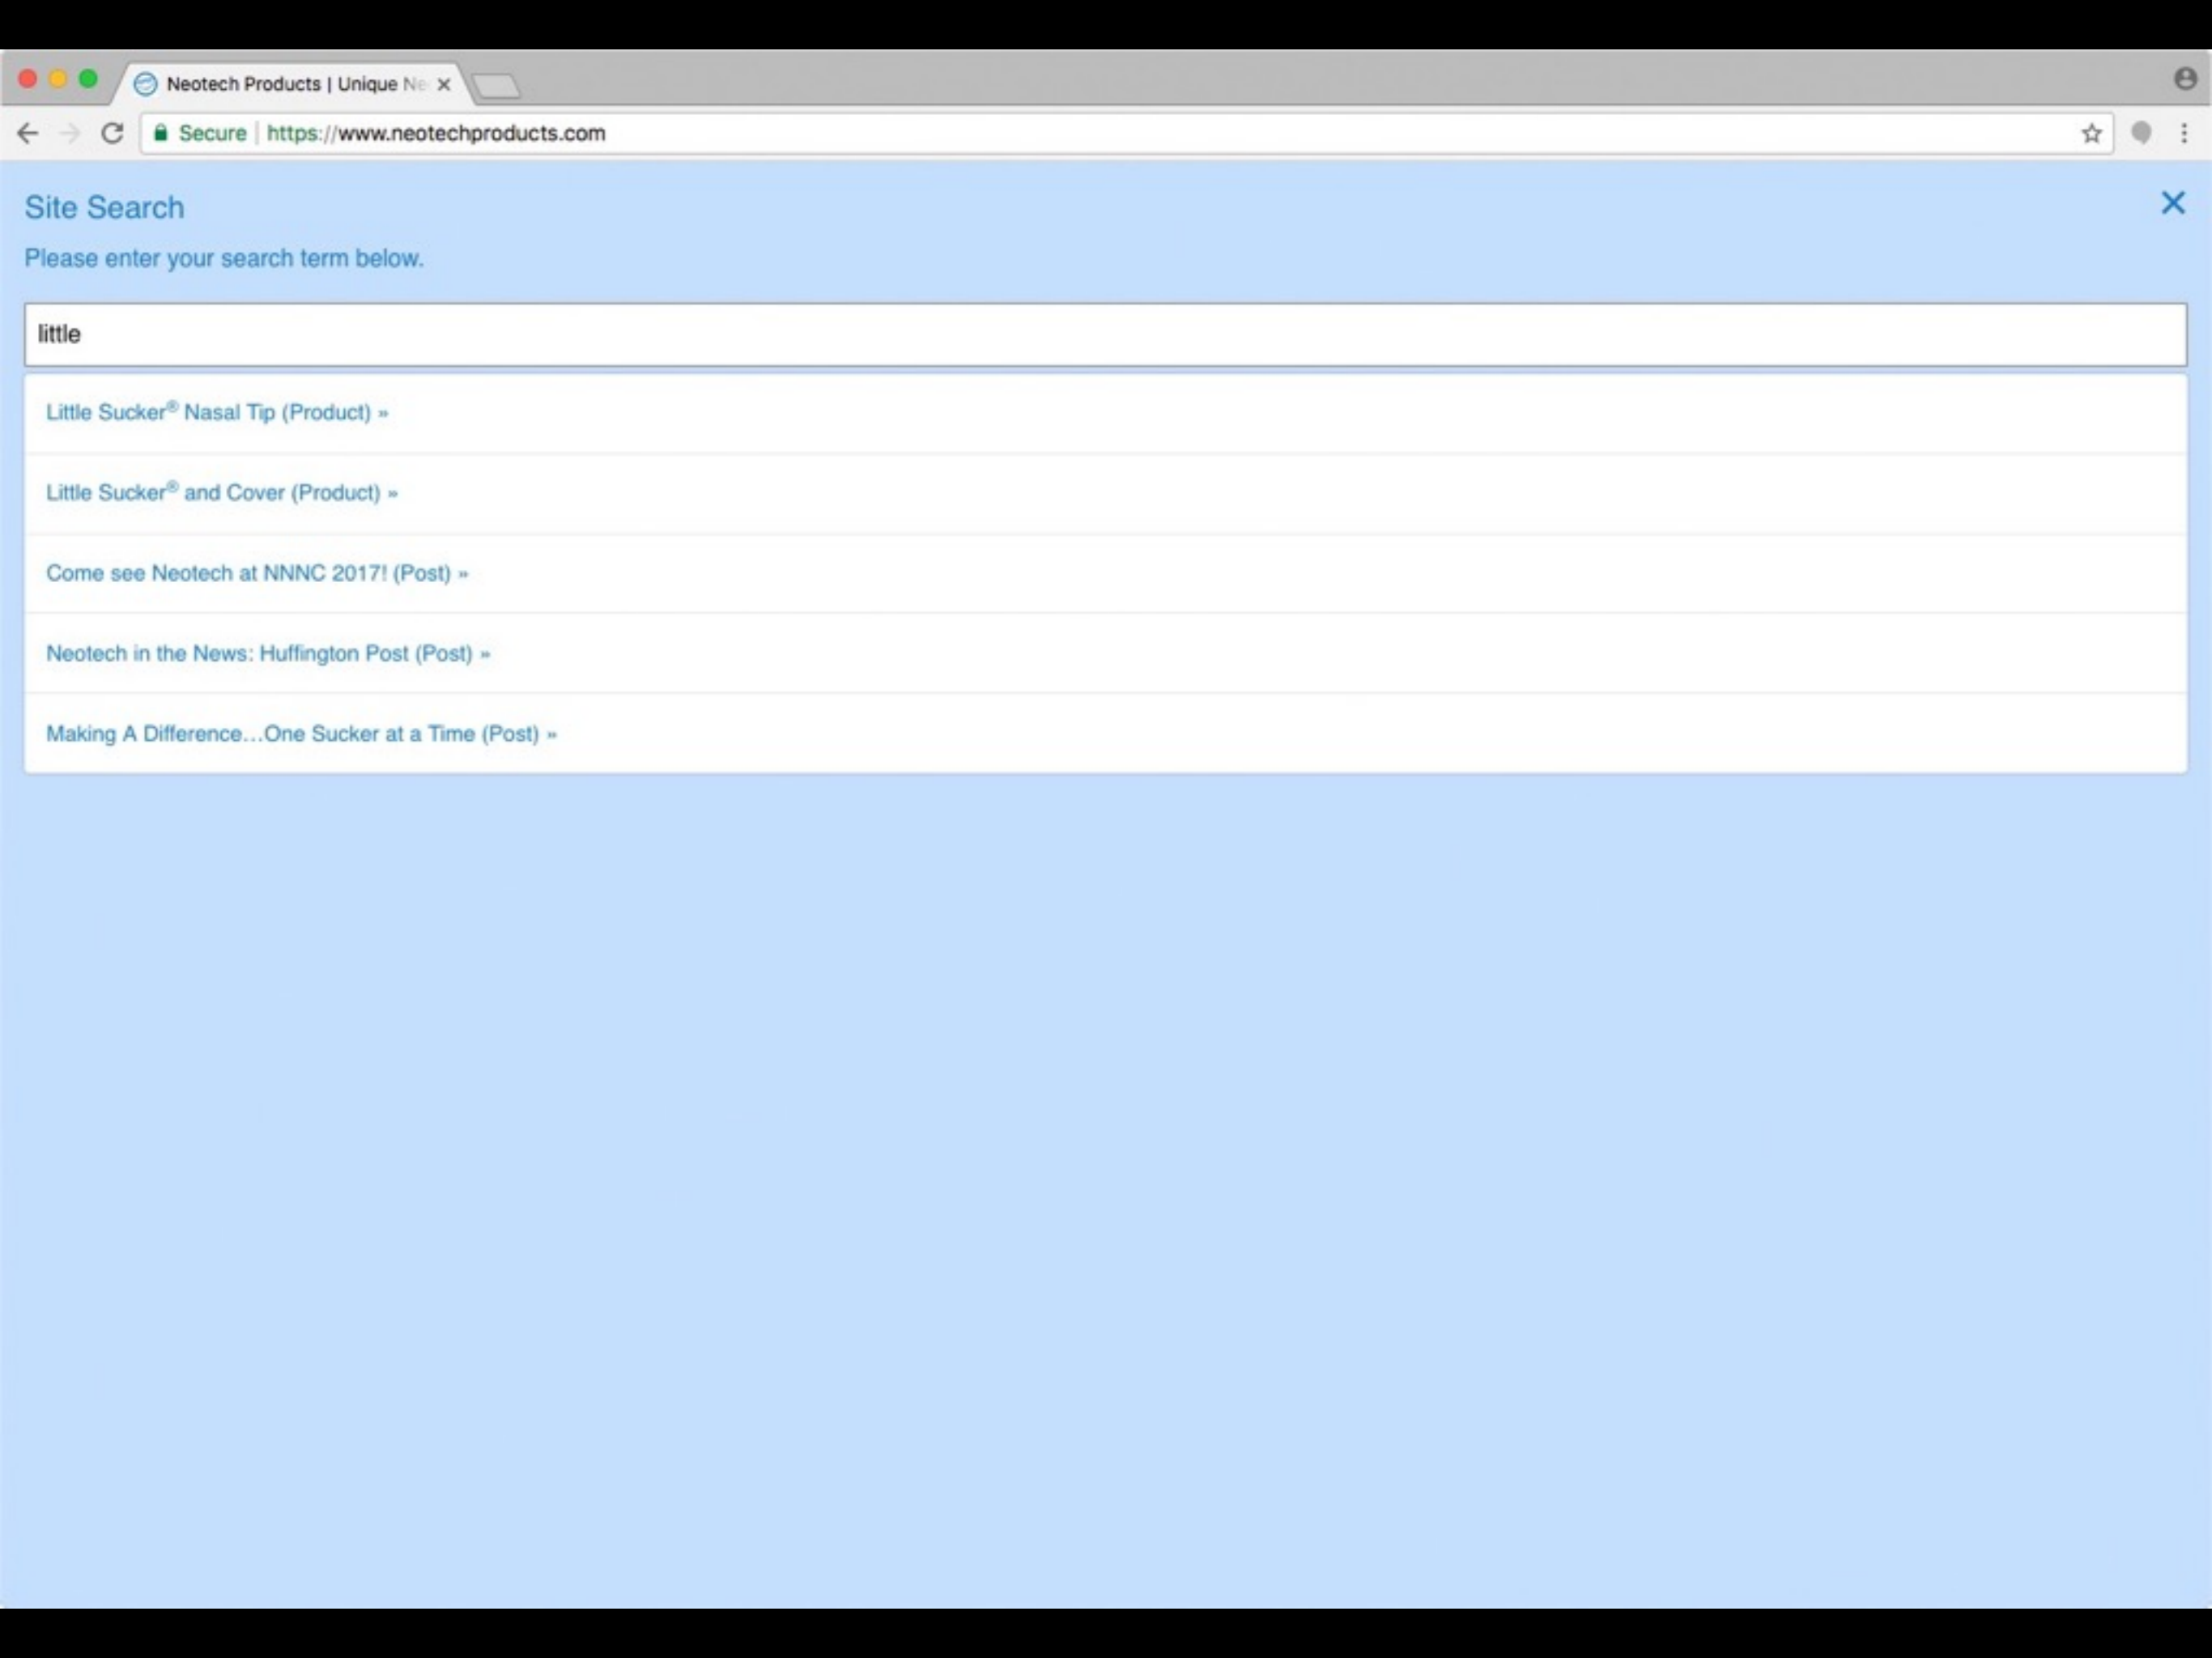 Neotech Products | Unique Ne
Secure | https://www.neotechproducts.com
Site Search
Please enter your search term below.
little
Little Sucker® Nasal Tip (Product) »
Little Sucker® and Cover (Product) »
Come see Neotech at NNNC 2017! (Post) »
Neotech in the News: Huffington Post (Post) »
Making A Difference...One Sucker at a Time (Post) »